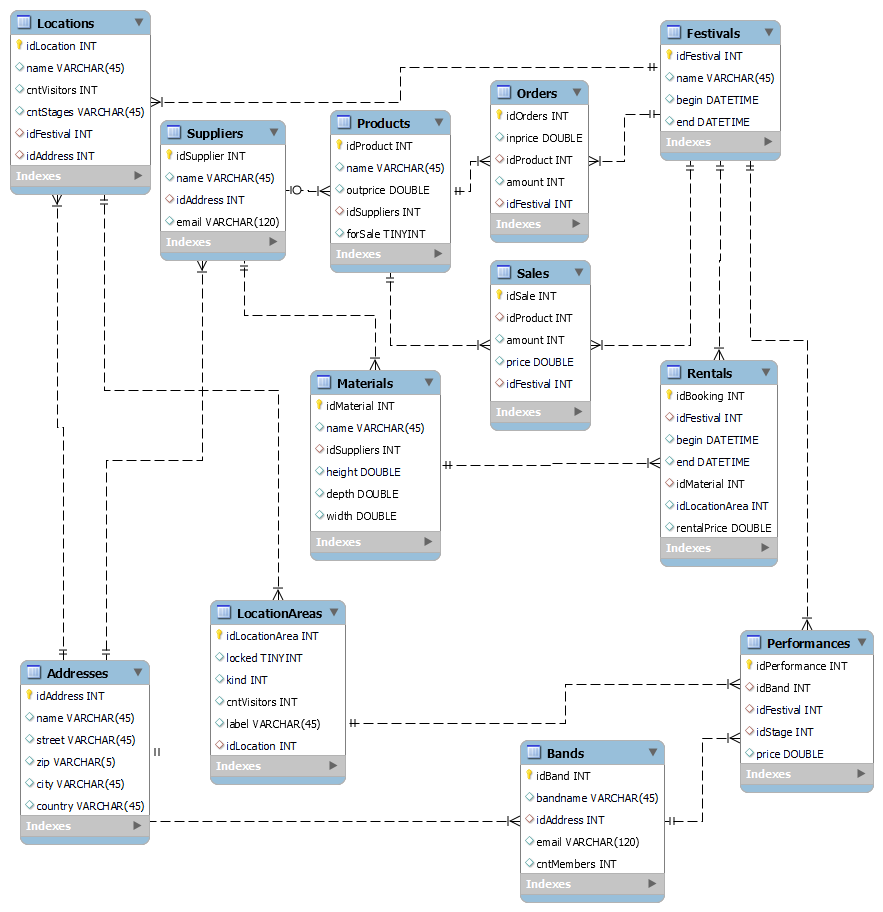 Locations
idLocation INT
name VARCHAR(45)
cntVisitors INT
cntStages VARCHAR(45)
idFestival INT
idAddress INT
Indexes
Suppliers
idSupplier INT
name VARCHAR(45)
idAddress INT
email VARCHAR(120)
Indexes
Products
idProduct INT
name VARCHAR(45)
outprice DOUBLE
idSuppliers INT
forSale TINYINT
Indexes
Orders
idOrders INT
inprice DOUBLE
idProduct INT
amount INT
idFestival INT
Indexes
Festivals
idFestival INT
name VARCHAR(45)
begin DATETIME
end DATETIME
Indexes
Sales
idSale INT
idProduct INT
amount INT
price DOUBLE
idFestival INT
Indexes
Materials
idMaterial INT
name VARCHAR(45)
idSuppliers INT
height DOUBLE
depth DOUBLE
width DOUBLE
Indexes
Rentals
idBooking INT
idFestival INT
begin DATETIME
end DATETIME
idMaterial INT
idLocationArea INT
rentalPrice DOUBLE
Indexes
LocationAreas
idLocationArea INT
locked TINYINT
kind INT
cntVisitors INT
label VARCHAR(45)
idLocation INT
Indexes
Addresses
idAddress INT
name VARCHAR(45)
street VARCHAR(45)
zip VARCHAR(5)
city VARCHAR(45)
country VARCHAR(45)
Indexes
Performances
idPerformance INT
idBand INT
idFestival INT
idStage INT
price DOUBLE
Indexes
Bands
idBand INT
bandname VARCHAR(45)
idAddress INT
email VARCHAR(120)
cntMembers INT
Indexes